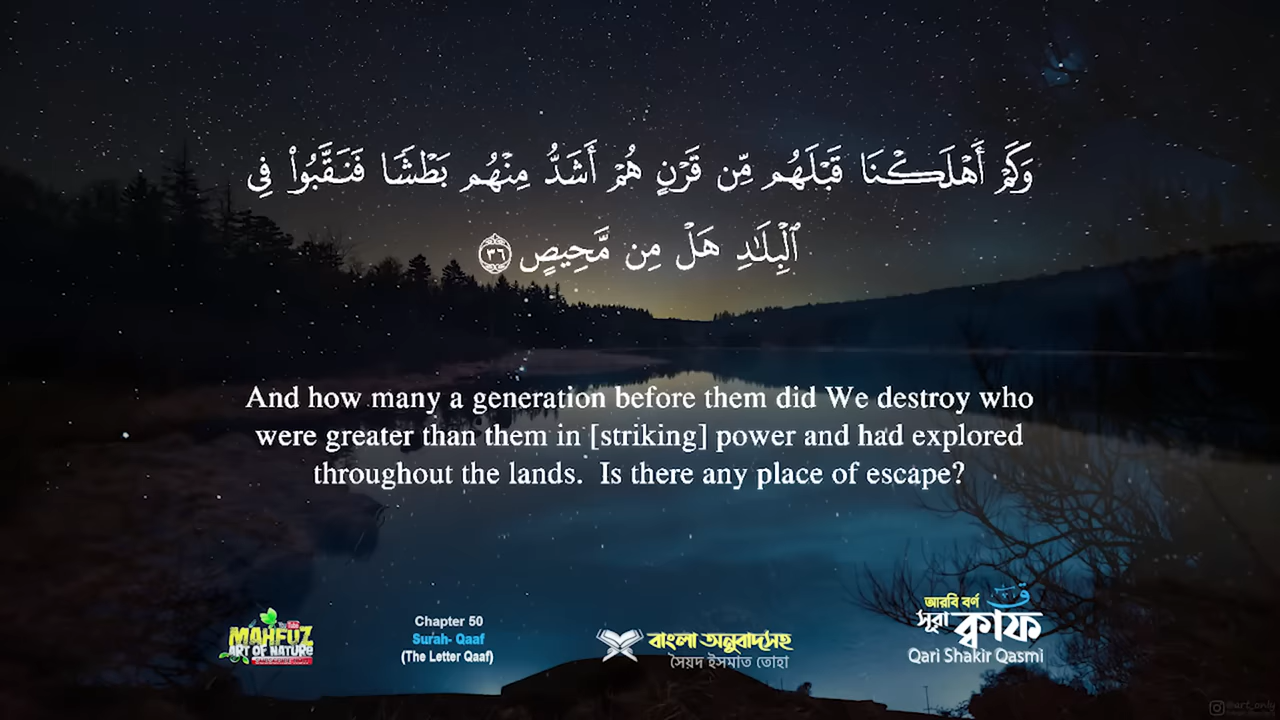 وَكَمْ أَهْلَكْنَا قَبْلَهُم مِّن قَرْنٍ هُمْ أَشَدُّ مِنْهُم بَطْشًا فَنَقَّبُوا۟ فِى
ٱلْبِلَـٰدِ هَلْ مِن مَّحِيصٍ ٣٦
And how many a generation before them did We destroy who
were greater than them in [striking] power and had explored
throughout the lands. Is there any place of escape?
MAHFUZ
ART OF NATURE
Chapter 50
Surah- Qaaf
(The Letter Qaaf)
বাংলা অনুবাদসহ
সৈয়দ ইসমাত তোহা
আরবি বর্ণ ق
সূরা ক্বাফ
Qari Shakir Qasmi
@art_only